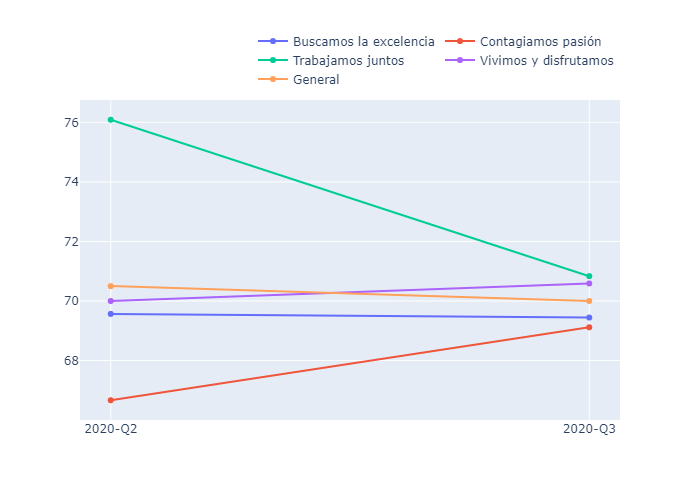 Buscamos la excelencia Contagiamos pasión
Trabajamos juntos Vivimos y disfrutamos
General
76
74
72
70
68
2020-Q2 2020-Q3